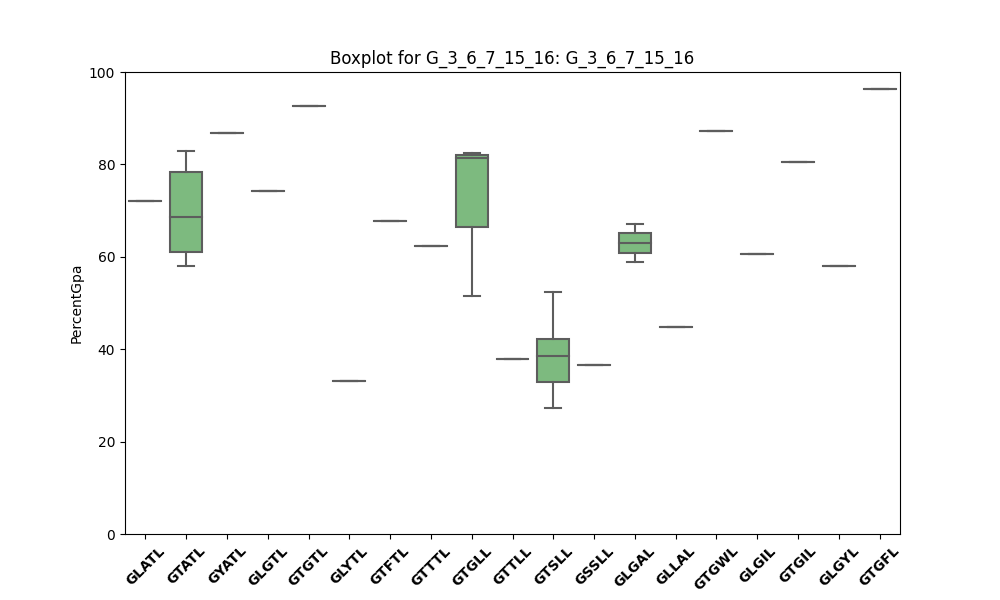 Boxplot for G_3_6_7_15_16: G_3_6_7_15_16
100
80
60
40
20
0
PercentGpa
GLATL GTATL GYATL GLGTL GTGTL GLYTL GTFTL GTTTL GTGLL GTTLL GTSLL GSSLL GLGAL GLLAL GTGWL GLGIL GTGIL GLGYL GTGFL